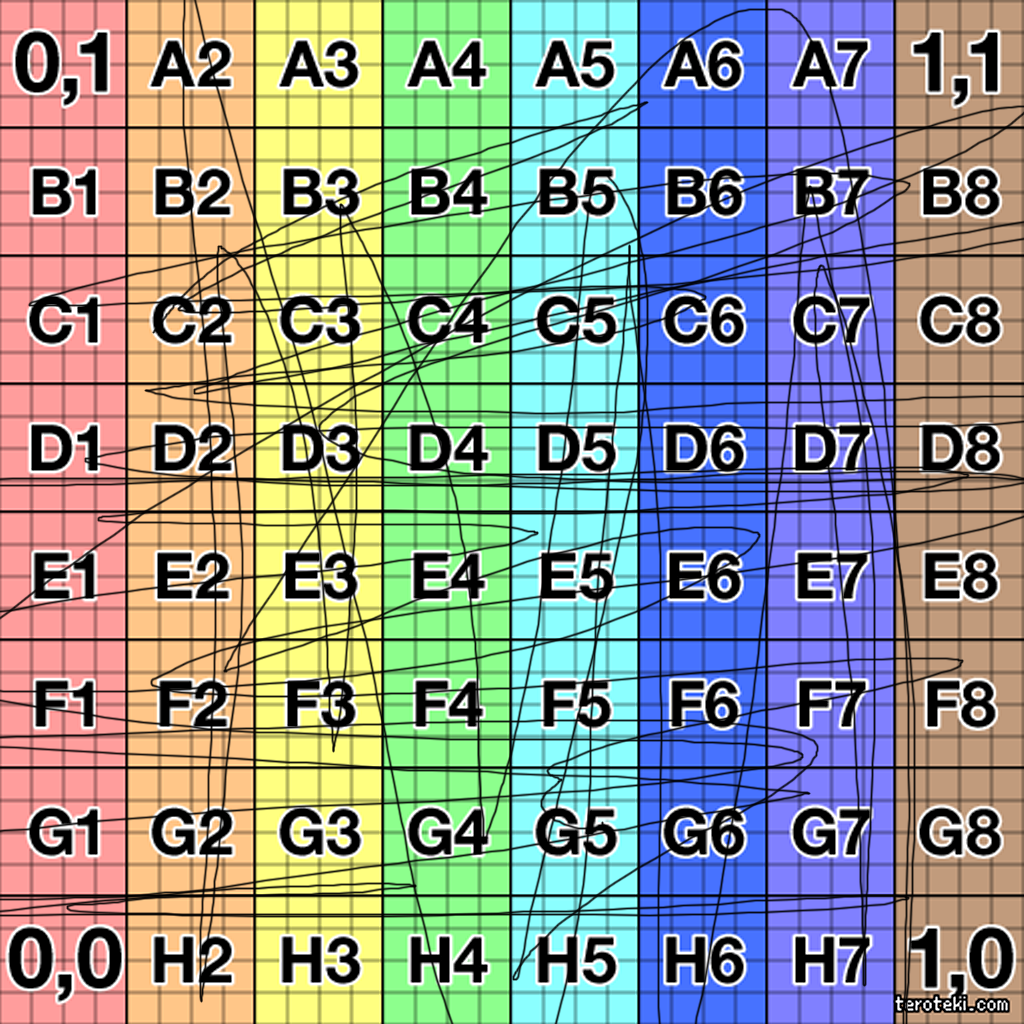 0,1 A2 A3 A4 A5 A6 A7 1,1
B1 B2 B3 B4 B5 B6 B7 B8
C1 C2 C3 C4 C5 C6 C7 C8
D1 D2 D3 D4 D5 D6 D7 D8
E1 E2 E3 E4 E5 E6 E7 E8
F1 F2 F3 F4 F5 F6 F7 F8
G1 G2 G3 G4 G5 G6 G7 G8
0,0 H2 H3 H4 H5 H6 H7 1,0
teroteki.com